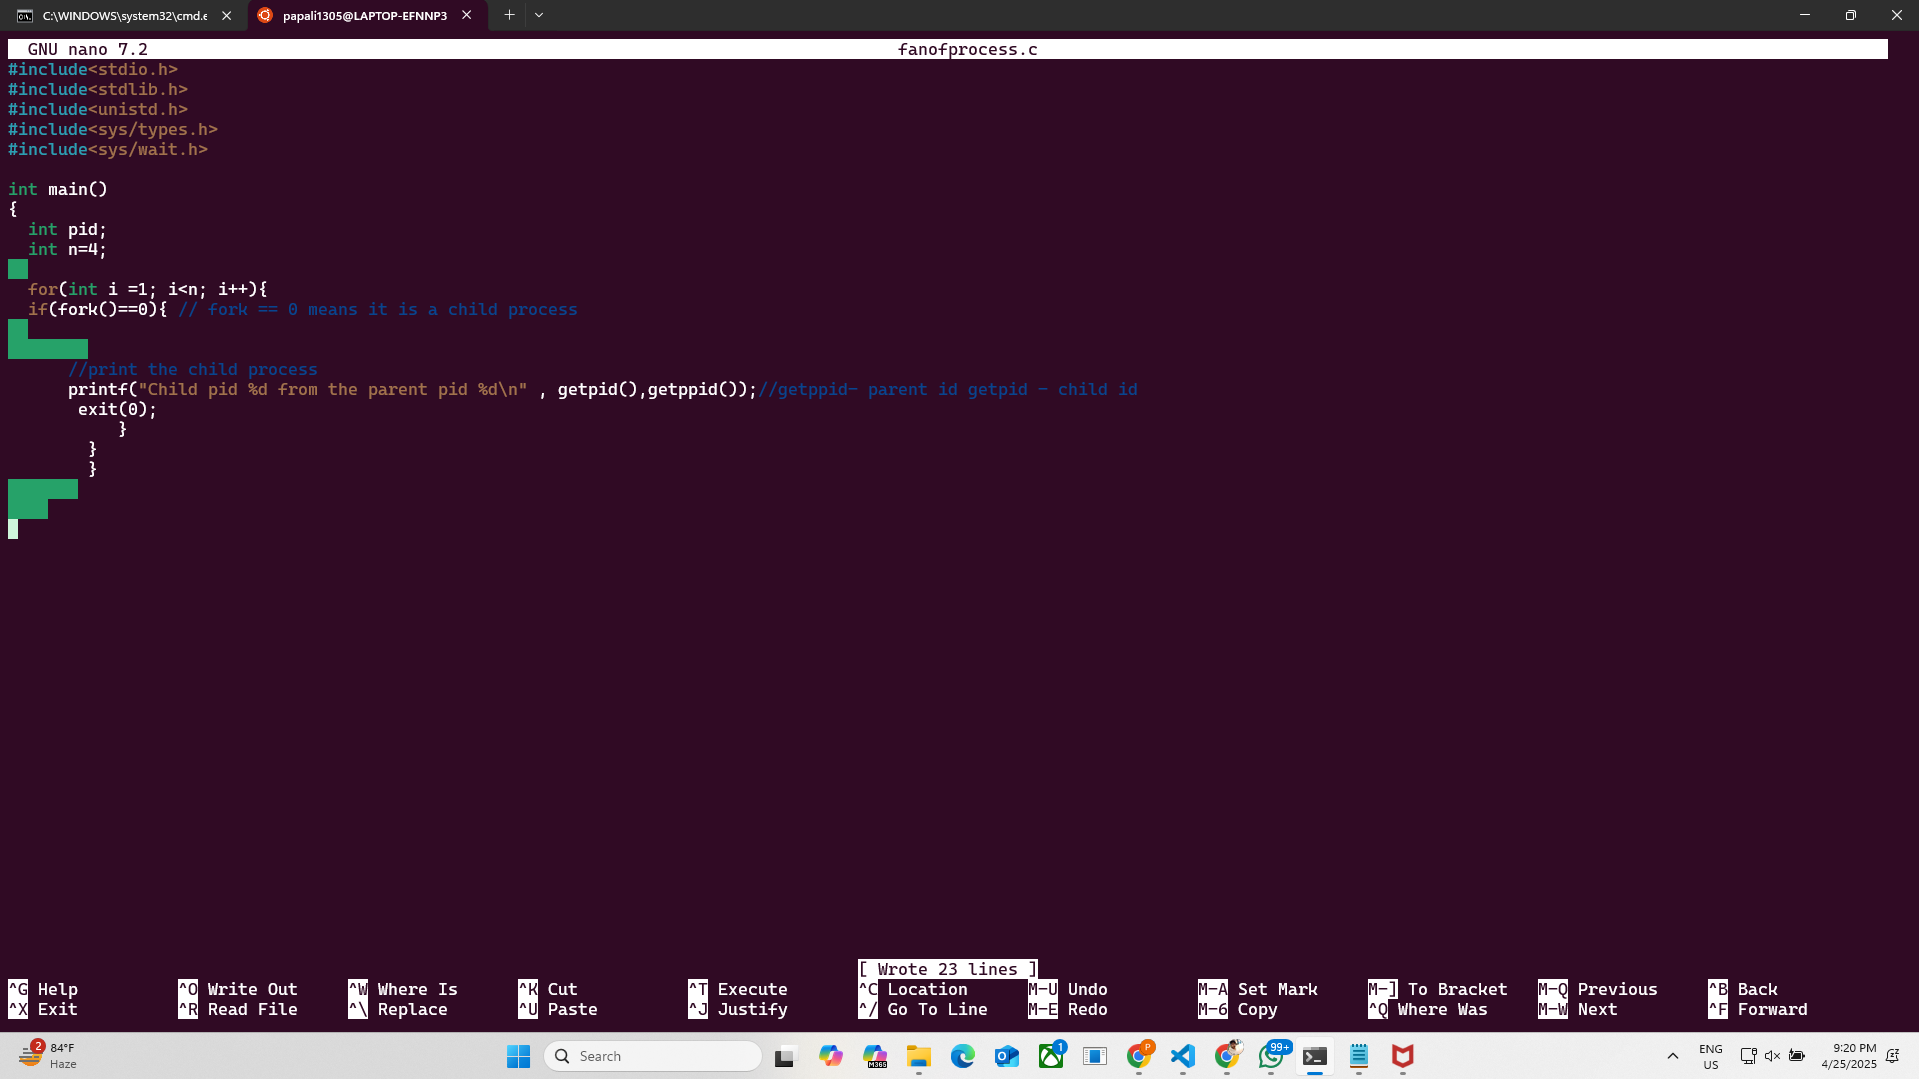 C:\WINDOWS\system32\cmd.e
papali1305@LAPTOP-EFNNP3
GNU nano 7.2 fanofprocess.c
#include<stdio.h>
#include<stdlib.h>
#include<unistd.h>
#include<sys/types.h>
#include<sys/wait.h>
int main()
{
int pid;
int n=4;
for(int i =1; i<n; i++){
if(fork()==0){ // fork == 0 means it is a child process
//print the child process
printf("Child pid %d from the parent pid %d\n" , getpid(),getppid());//getppid- parent id getpid - child id
exit(0);
}
}
}
[ Wrote 23 lines ]
^G Help ^O Write Out ^W Where Is ^K Cut ^T Execute ^C Location M-U Undo M-A Set Mark M-] To Bracket M-Q Previous ^B Back
^X Exit ^R Read File ^\ Replace ^U Paste ^J Justify ^/ Go To Line M-E Redo M-6 Copy ^Q Where Was M-W Next ^F Forward
2
84°F
Haze
Search
M365
1
P
99+
ENG
US
9:20 PM
4/25/2025